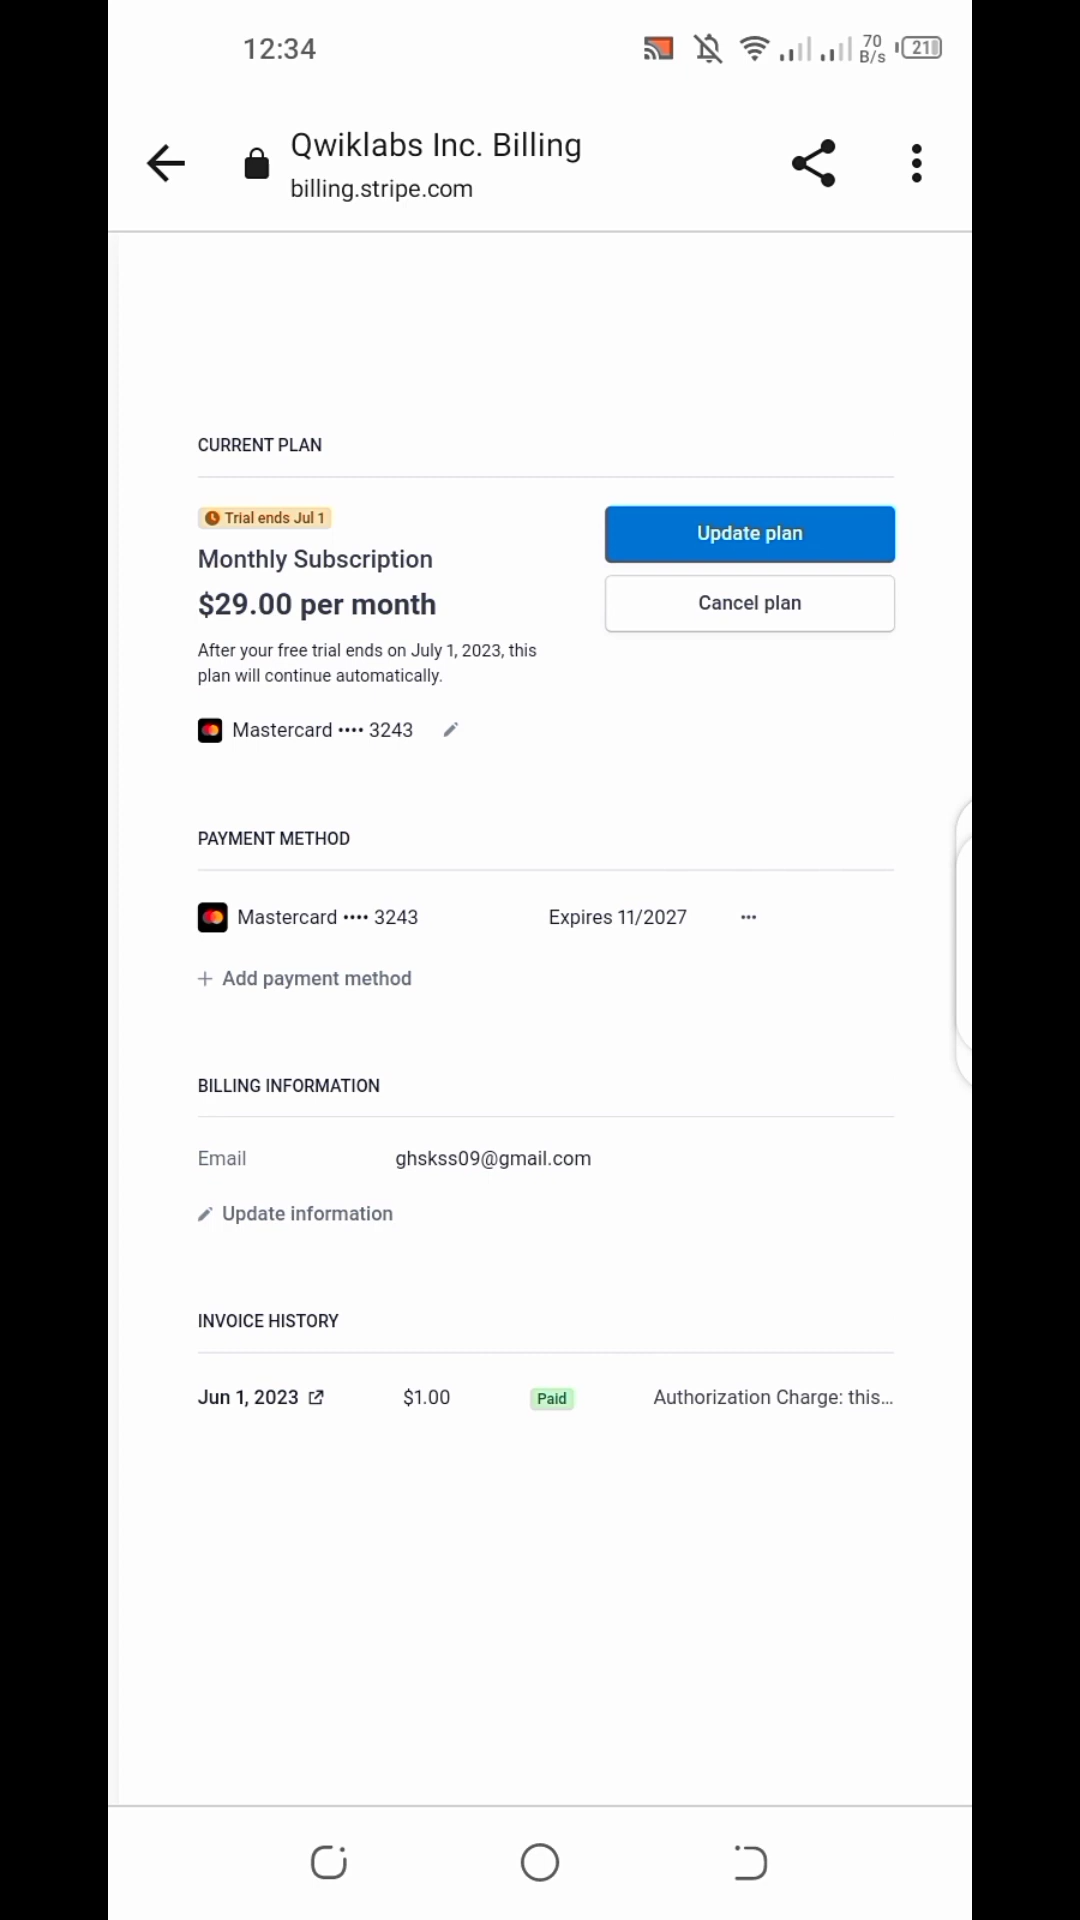 12:34
70
B/s
21
Qwiklabs Inc. Billing
billing.stripe.com
CURRENT PLAN
Trial ends Jul 1
Monthly Subscription
$29.00 per month
After your free trial ends on July 1, 2023, this
plan will continue automatically.
Mastercard •••• 3243
Update plan
Cancel plan
PAYMENT METHOD
Mastercard •••• 3243 Expires 11/2027 •••
+ Add payment method
BILLING INFORMATION
Email ghskss09@gmail.com
Update information
INVOICE HISTORY
Jun 1, 2023 $1.00 Paid Authorization Charge: this...